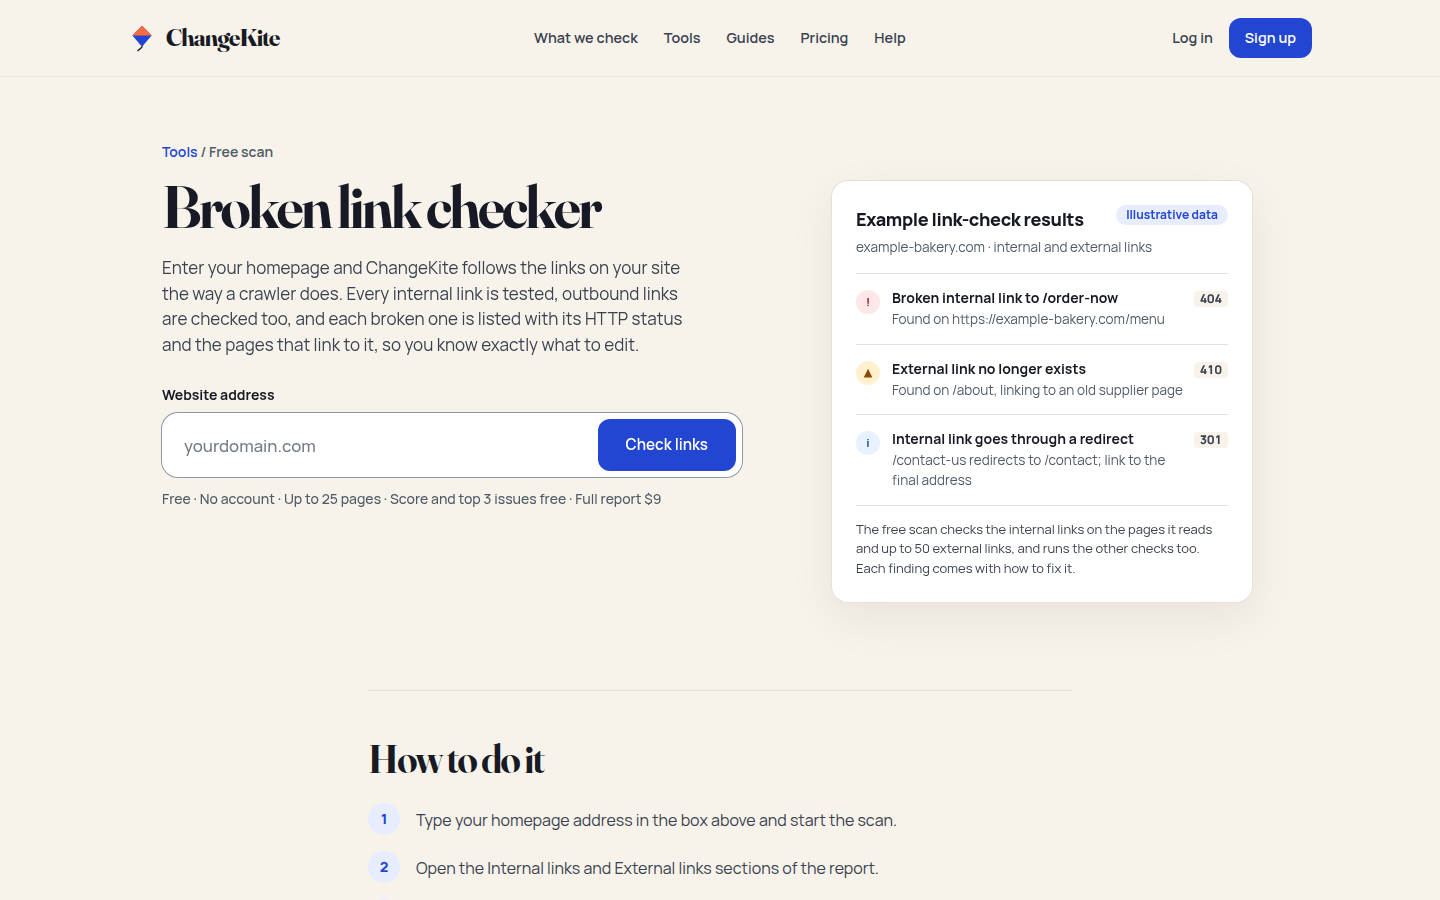 ChangeKite
What we check
Tools
Guides
Pricing
Help
Log in
Sign up
Tools / Free scan
Broken link checker
Enter your homepage and ChangeKite follows the links on your site
the way a crawler does. Every internal link is tested, outbound links
are checked too, and each broken one is listed with its HTTP status
and the pages that link to it, so you know exactly what to edit.
Website address
yourdomain.com
Check links
Free · No account · Up to 25 pages · Score and top 3 issues free · Full report $9
Example link-check results
Illustrative data
example-bakery.com · internal and external links
!
Broken internal link to /order-now
404
Found on https://example-bakery.com/menu
▲
External link no longer exists
410
Found on /about, linking to an old supplier page
i
Internal link goes through a redirect
301
/contact-us redirects to /contact; link to the
final address
The free scan checks the internal links on the pages it reads
and up to 50 external links, and runs the other checks too.
Each finding comes with how to fix it.
How to do it
1
Type your homepage address in the box above and start the scan.
2
Open the Internal links and External links sections of the report.